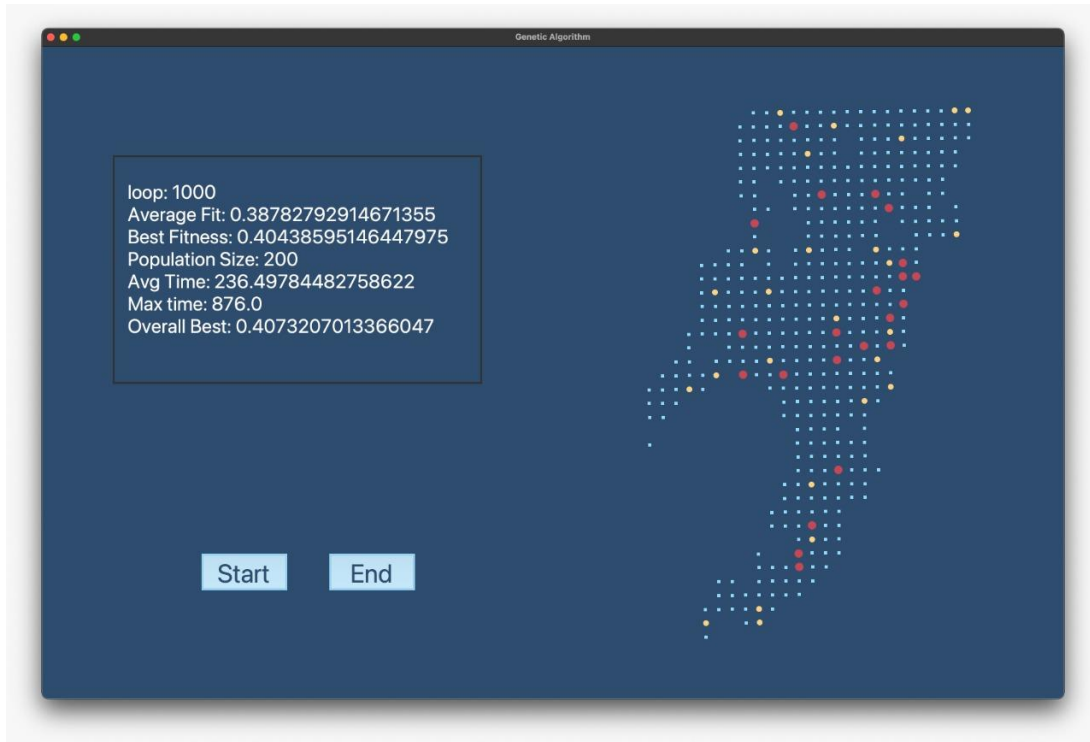 Genetic Algorithm
loop: 1000
Average Fit: 0.38782792914671355
Best Fitness: 0.40438595146447975
Population Size: 200
Avg Time: 236.49784482758622
Max time: 876.0
Overall Best: 0.4073207013366047
Start End